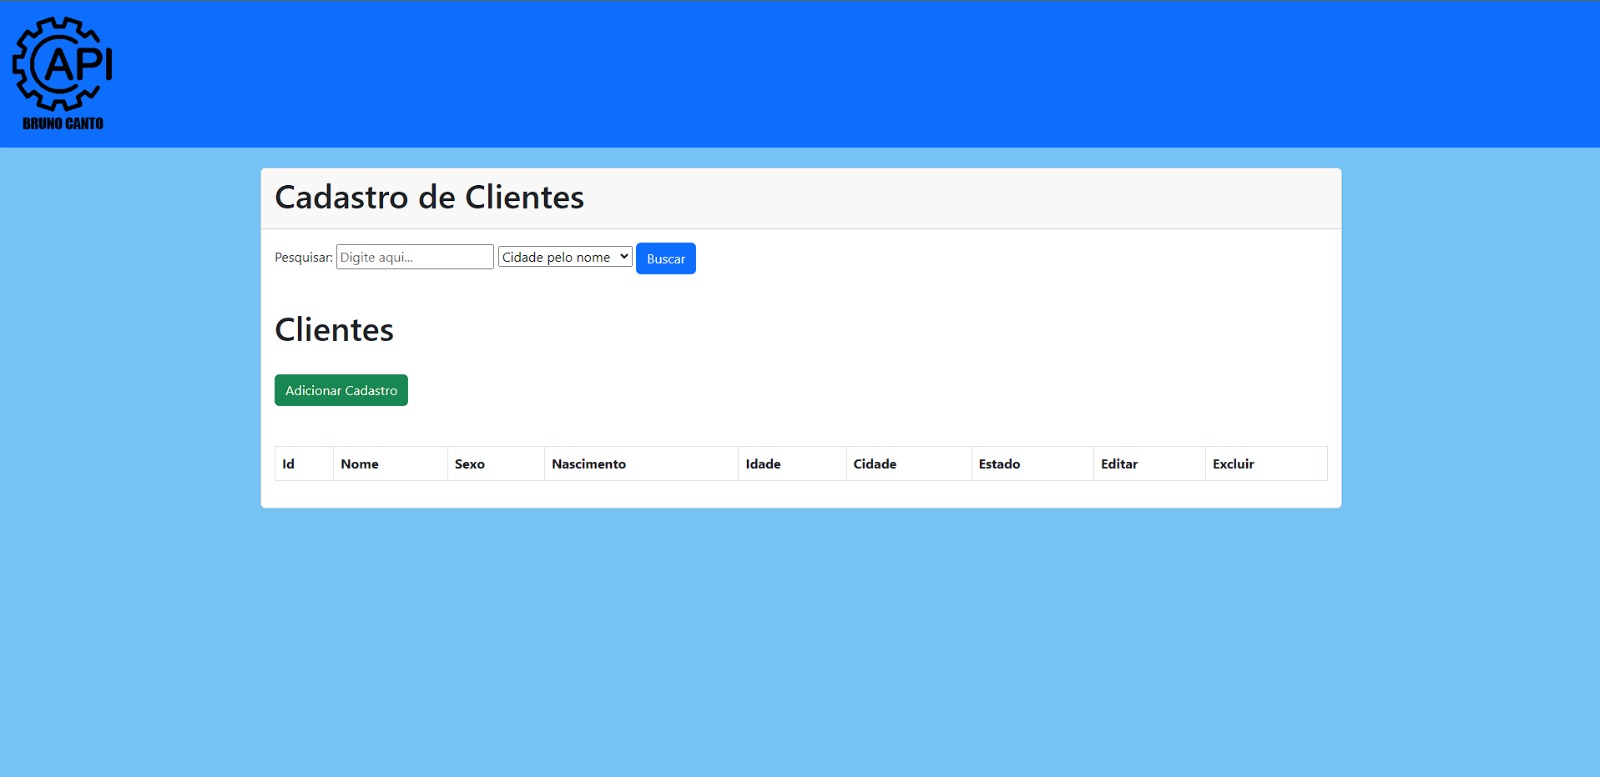 API
BRUNO CANTO
Cadastro de Clientes
Pesquisar: Digite aqui... Cidade pelo nome Buscar
Clientes
Adicionar Cadastro
Id Nome Sexo Nascimento Idade Cidade Estado Editar Excluir